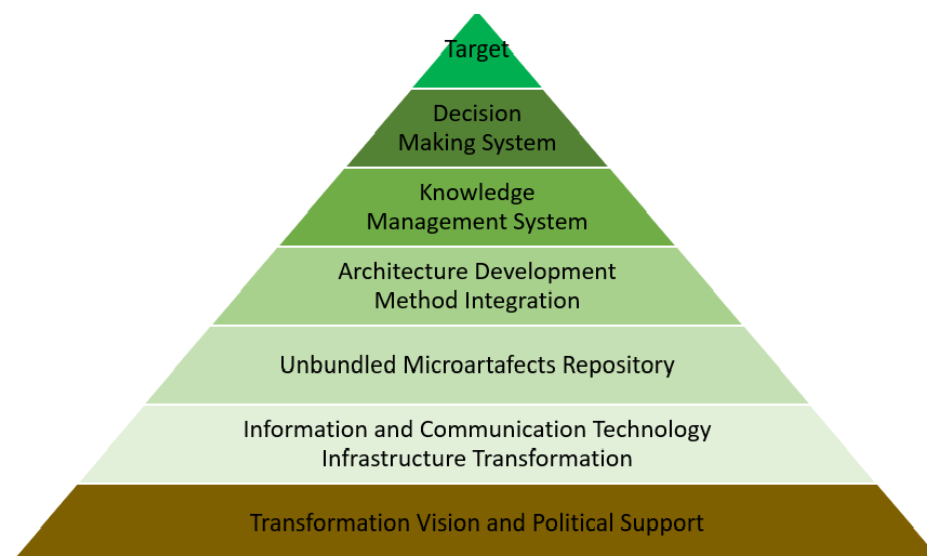 Target
Decision
Making System
Knowledge
Management System
Architecture Development
Method Integration
Unbundled Microartafects Repository
Information and Communication Technology
Infrastructure Transformation
Transformation Vision and Political Support